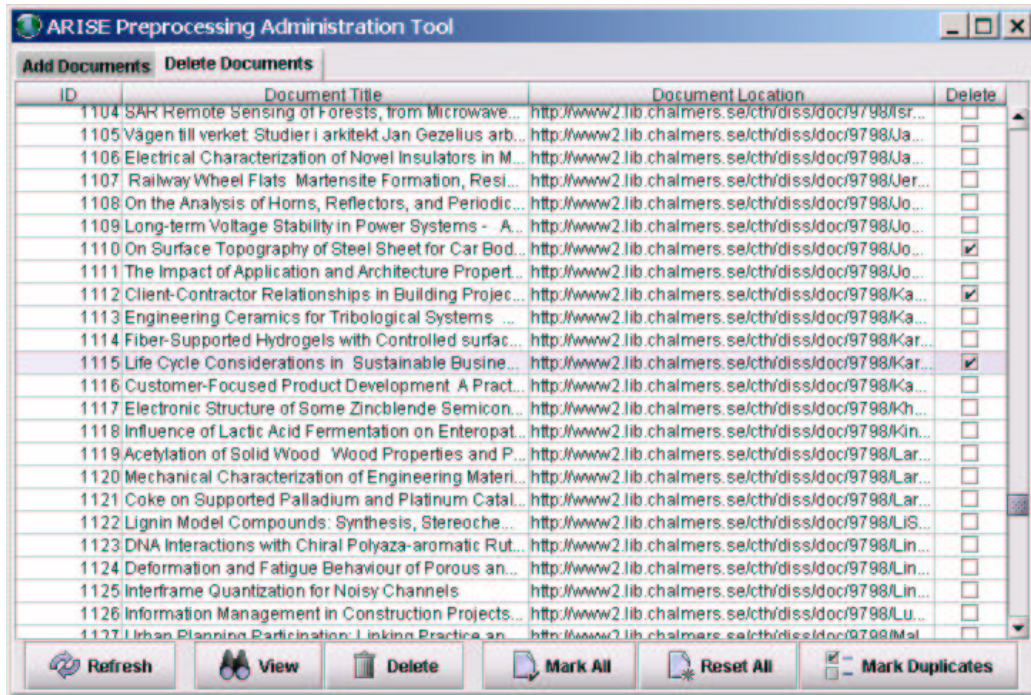 ARISE Preprocessing Administration Tool
Add Documents Delete Documents
ID Document Title Document Location Delete
1104 SAR Remote Sensing of Forests, from Microwave... http://www2.lib.chalmers.se/cth/diss/doc/9798/Isr...
1105 Vägen till verket: Studier i arkitekt Jan Gezelius arb... http://www2.lib.chalmers.se/cth/diss/doc/9798/Ja...
1106 Electrical Characterization of Novel Insulators in M... http://www2.lib.chalmers.se/cth/diss/doc/9798/Ja...
1107 Railway Wheel Flats Martensite Formation, Resi... http://www2.lib.chalmers.se/cth/diss/doc/9798/Jer...
1108 On the Analysis of Horns, Reflectors, and Periodic... http://www2.lib.chalmers.se/cth/diss/doc/9798/Jo...
1109 Long-term Voltage Stability in Power Systems - A... http://www2.lib.chalmers.se/cth/diss/doc/9798/Jo...
1110 On Surface Topography of Steel Sheet for Car Bod... http://www2.lib.chalmers.se/cth/diss/doc/9798/Jo...
1111 The Impact of Application and Architecture Propert... http://www2.lib.chalmers.se/cth/diss/doc/9798/Jo...
1112 Client-Contractor Relationships in Building Projec... http://www2.lib.chalmers.se/cth/diss/doc/9798/Ka...
1113 Engineering Ceramics for Tribological Systems ... http://www2.lib.chalmers.se/cth/diss/doc/9798/Ka...
1114 Fiber-Supported Hydrogels with Controlled surfac... http://www2.lib.chalmers.se/cth/diss/doc/9798/Kar...
1115 Life Cycle Considerations in Sustainable Busine... http://www2.lib.chalmers.se/cth/diss/doc/9798/Kar...
1116 Customer-Focused Product Development A Pract... http://www2.lib.chalmers.se/cth/diss/doc/9798/Ka...
1117 Electronic Structure of Some Zincblende Semicon... http://www2.lib.chalmers.se/cth/diss/doc/9798/Kh...
1118 Influence of Lactic Acid Fermentation on Enteropat... http://www2.lib.chalmers.se/cth/diss/doc/9798/Kin...
1119 Acetylation of Solid Wood Wood Properties and P... http://www2.lib.chalmers.se/cth/diss/doc/9798/Lar...
1120 Mechanical Characterization of Engineering Materi... http://www2.lib.chalmers.se/cth/diss/doc/9798/Lar...
1121 Coke on Supported Palladium and Platinum Catal... http://www2.lib.chalmers.se/cth/diss/doc/9798/Lar...
1122 Lignin Model Compounds: Synthesis, Stereoche... http://www2.lib.chalmers.se/cth/diss/doc/9798/LiS...
1123 DNA Interactions with Chiral Polyaza-aromatic Rut... http://www2.lib.chalmers.se/cth/diss/doc/9798/Lin...
1124 Deformation and Fatigue Behaviour of Porous an... http://www2.lib.chalmers.se/cth/diss/doc/9798/Lin...
1125 Interframe Quantization for Noisy Channels http://www2.lib.chalmers.se/cth/diss/doc/9798/Lin...
1126 Information Management in Construction Projects... http://www2.lib.chalmers.se/cth/diss/doc/9798/Lu...
1127 Urban Planning Participation: Linking Practice an... http://www2.lib.chalmers.se/cth/diss/doc/9798/Mal...
Refresh View Delete Mark All Reset All Mark Duplicates